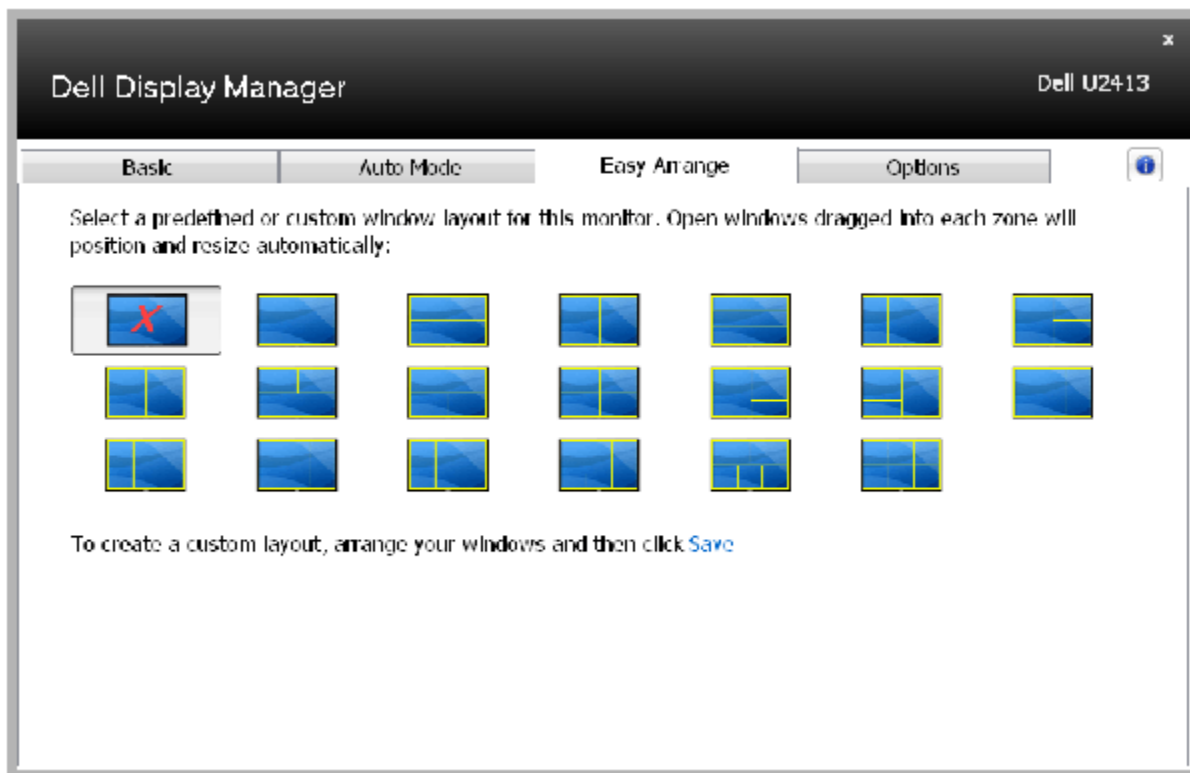 x
Dell Display Manager
Dell U2413
Basic
Auto Mode
Easy Arrange
Options
Select a predefined or custom window layout for this monitor. Open windows dragged into each zone will
position and resize automatically:
X
To create a custom layout, arrange your windows and then click Save